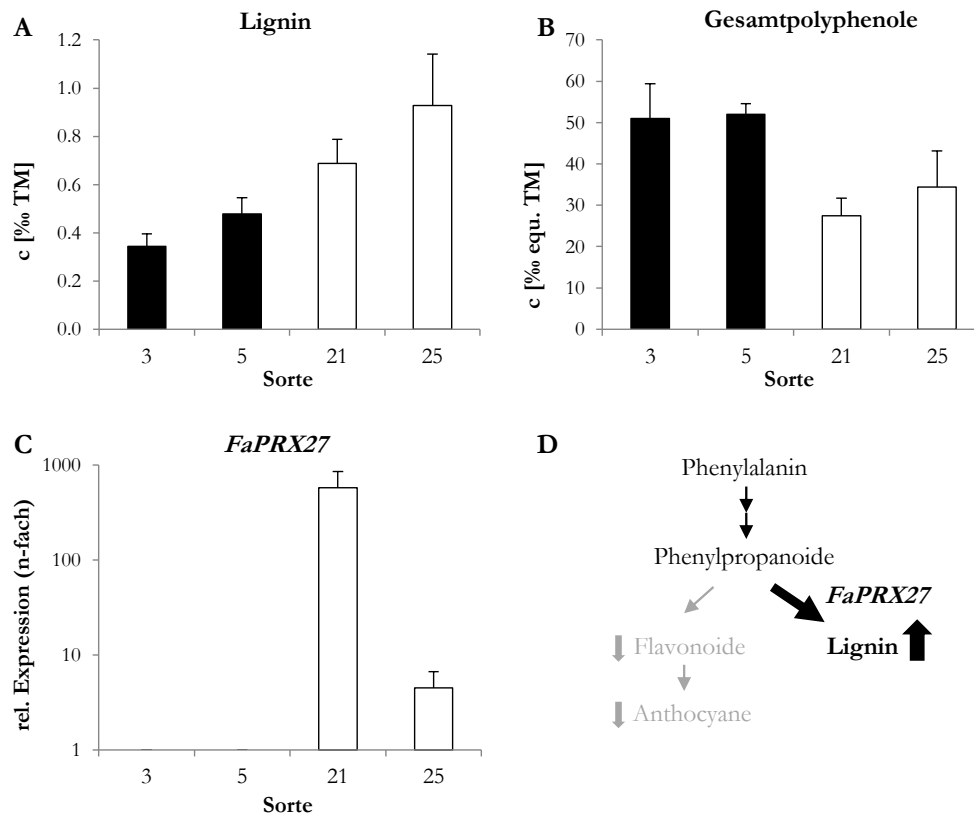 A
Lignin
c [‰ TM]
1.2
1.0
0.8
0.6
0.4
0.2
0.0
3 5 21 25
Sorte
B
Gesamtpolyphenole
c [‰ equ. TM]
70
60
50
40
30
20
10
0
3 5 21 25
Sorte
C
FaPRX27
rel. Expression (n-fach)
1000
100
10
1
3 5 21 25
Sorte
D
Phenylalanin
Phenylpropanoide
FaPRX27
Flavonoide
Lignin
Anthocyane